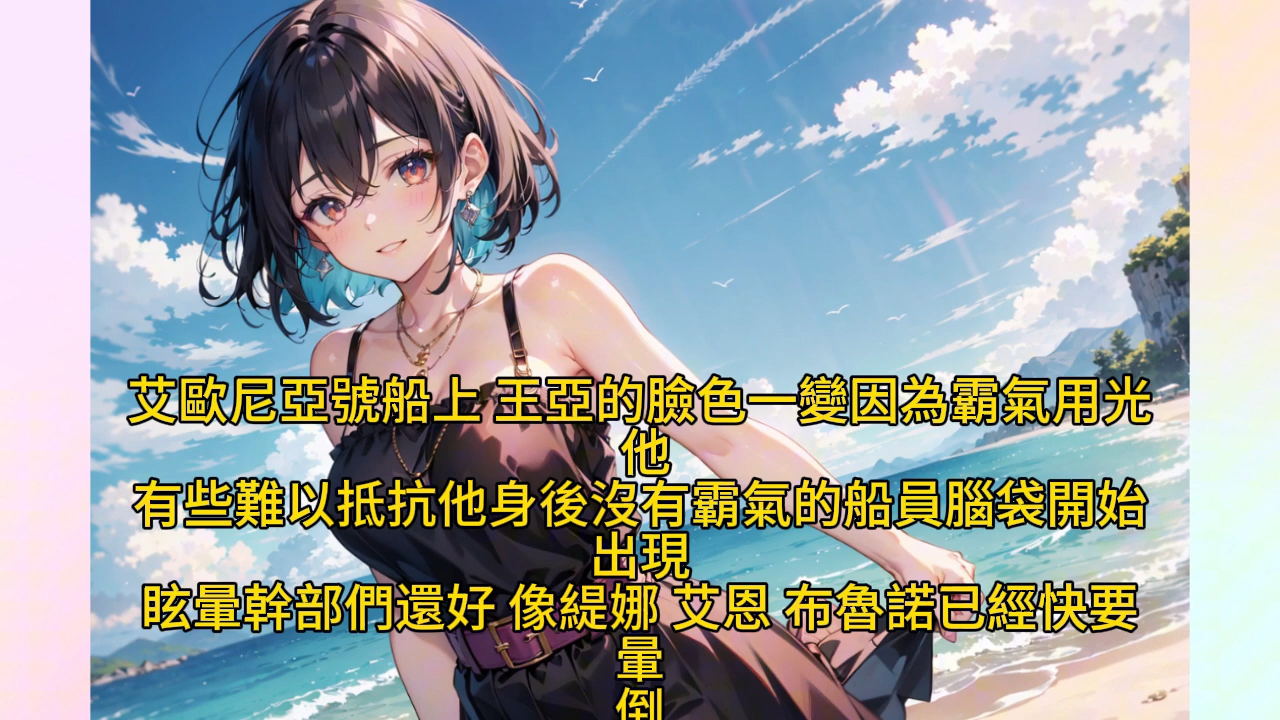 艾歐尼亞號船上 王亞的臉色一變因為霸氣用光
他
有些難以抵抗他身後沒有霸氣的船員腦袋開始
出現
眩暈幹部們還好 像緹娜 艾恩 布魯諾已經快要
暈
倒